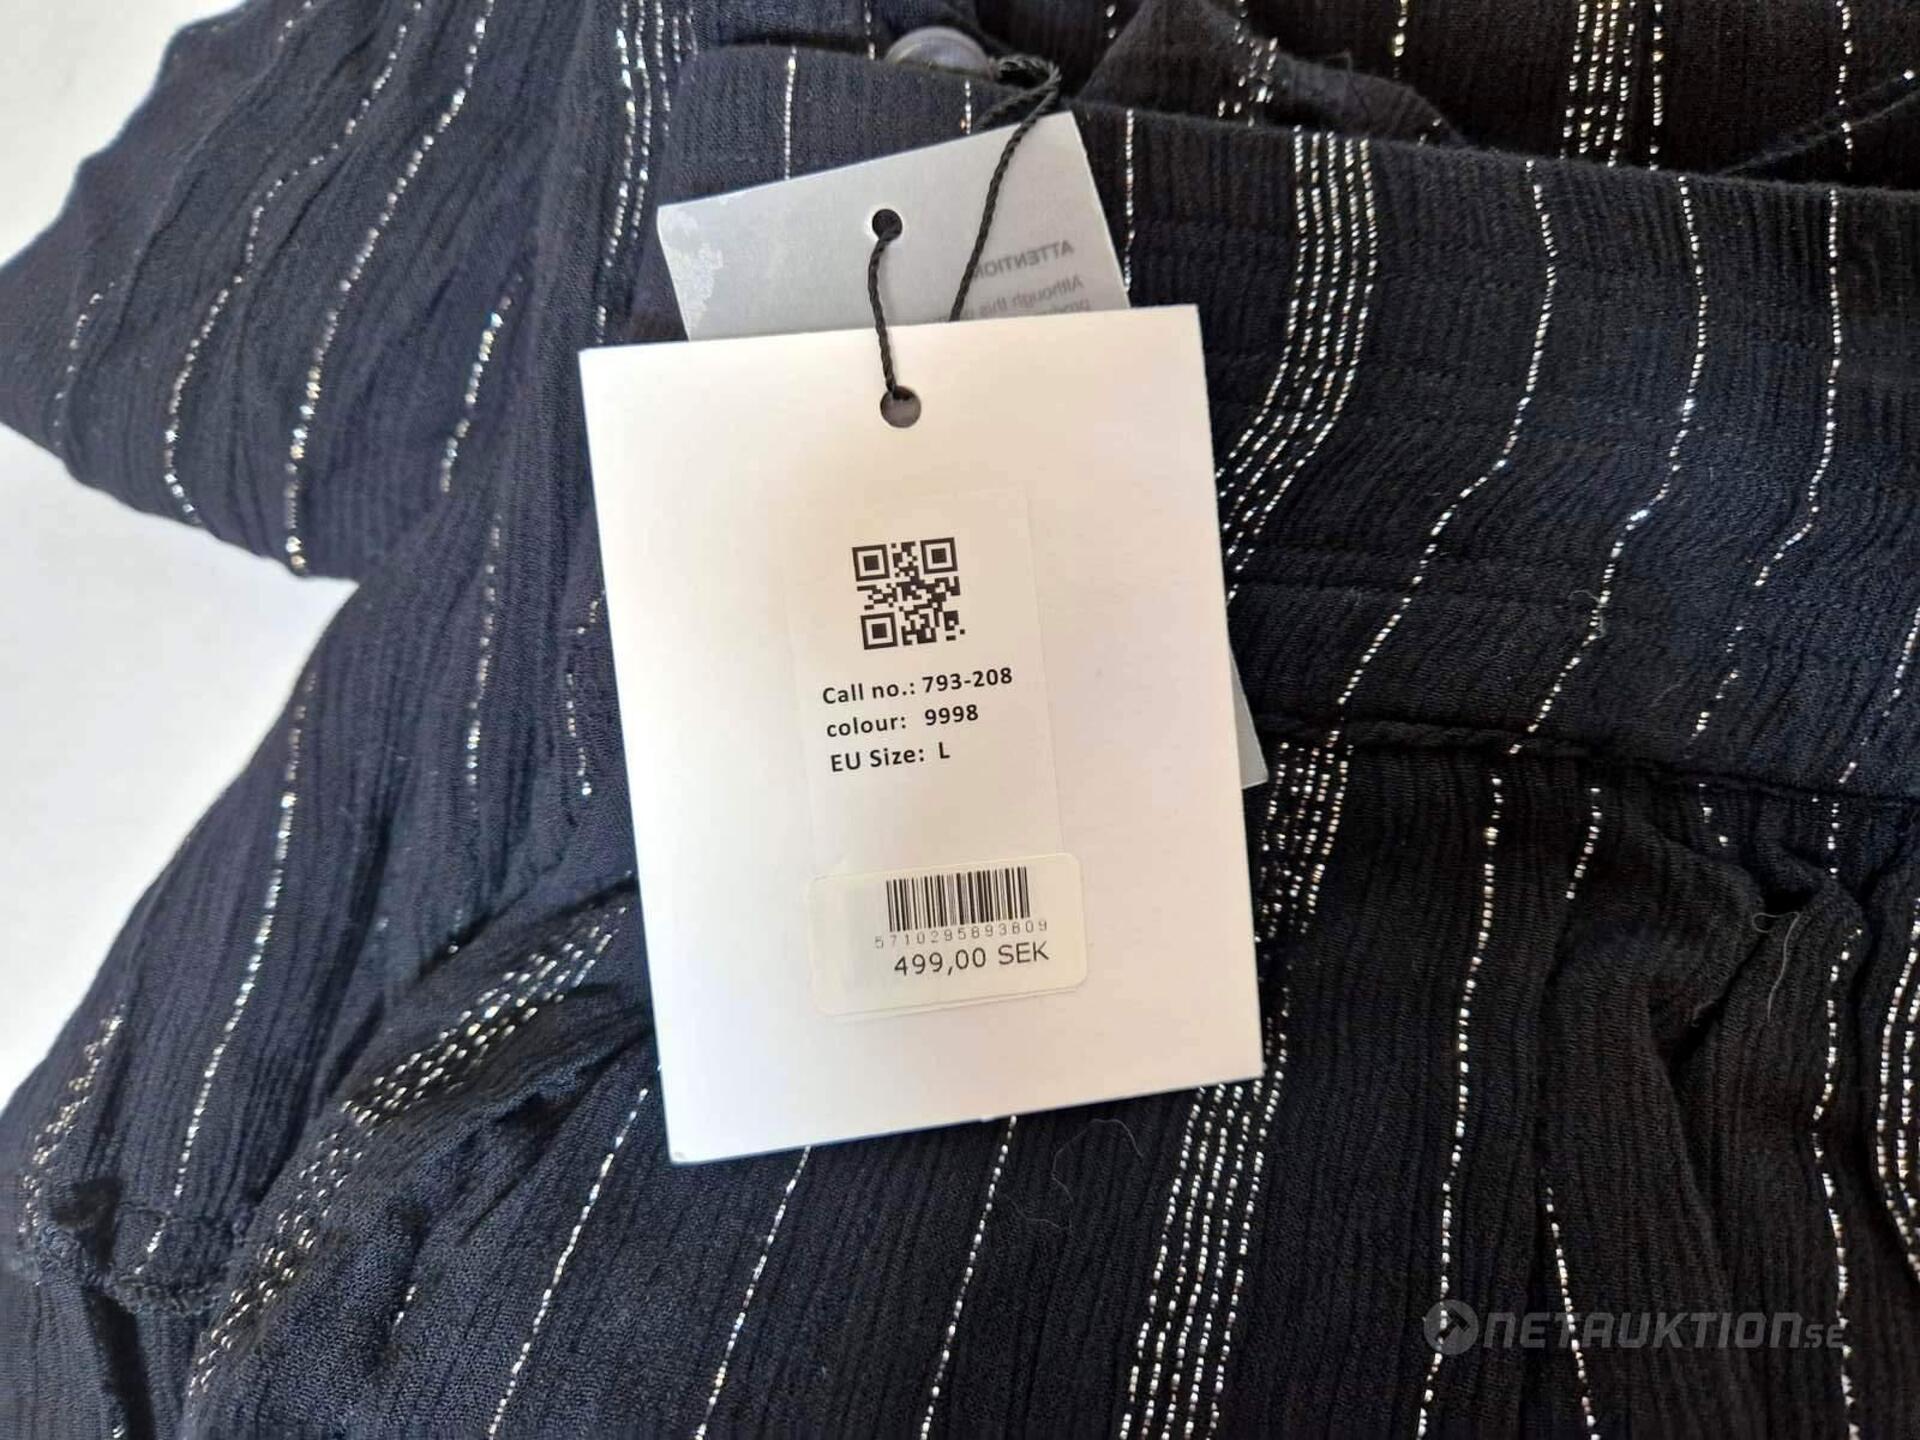 ATTENTION
Although this
Call no.: 793-208
colour: 9998
EU Size: L
5710295893809
499,00 SEK
NETAUKTION.SE